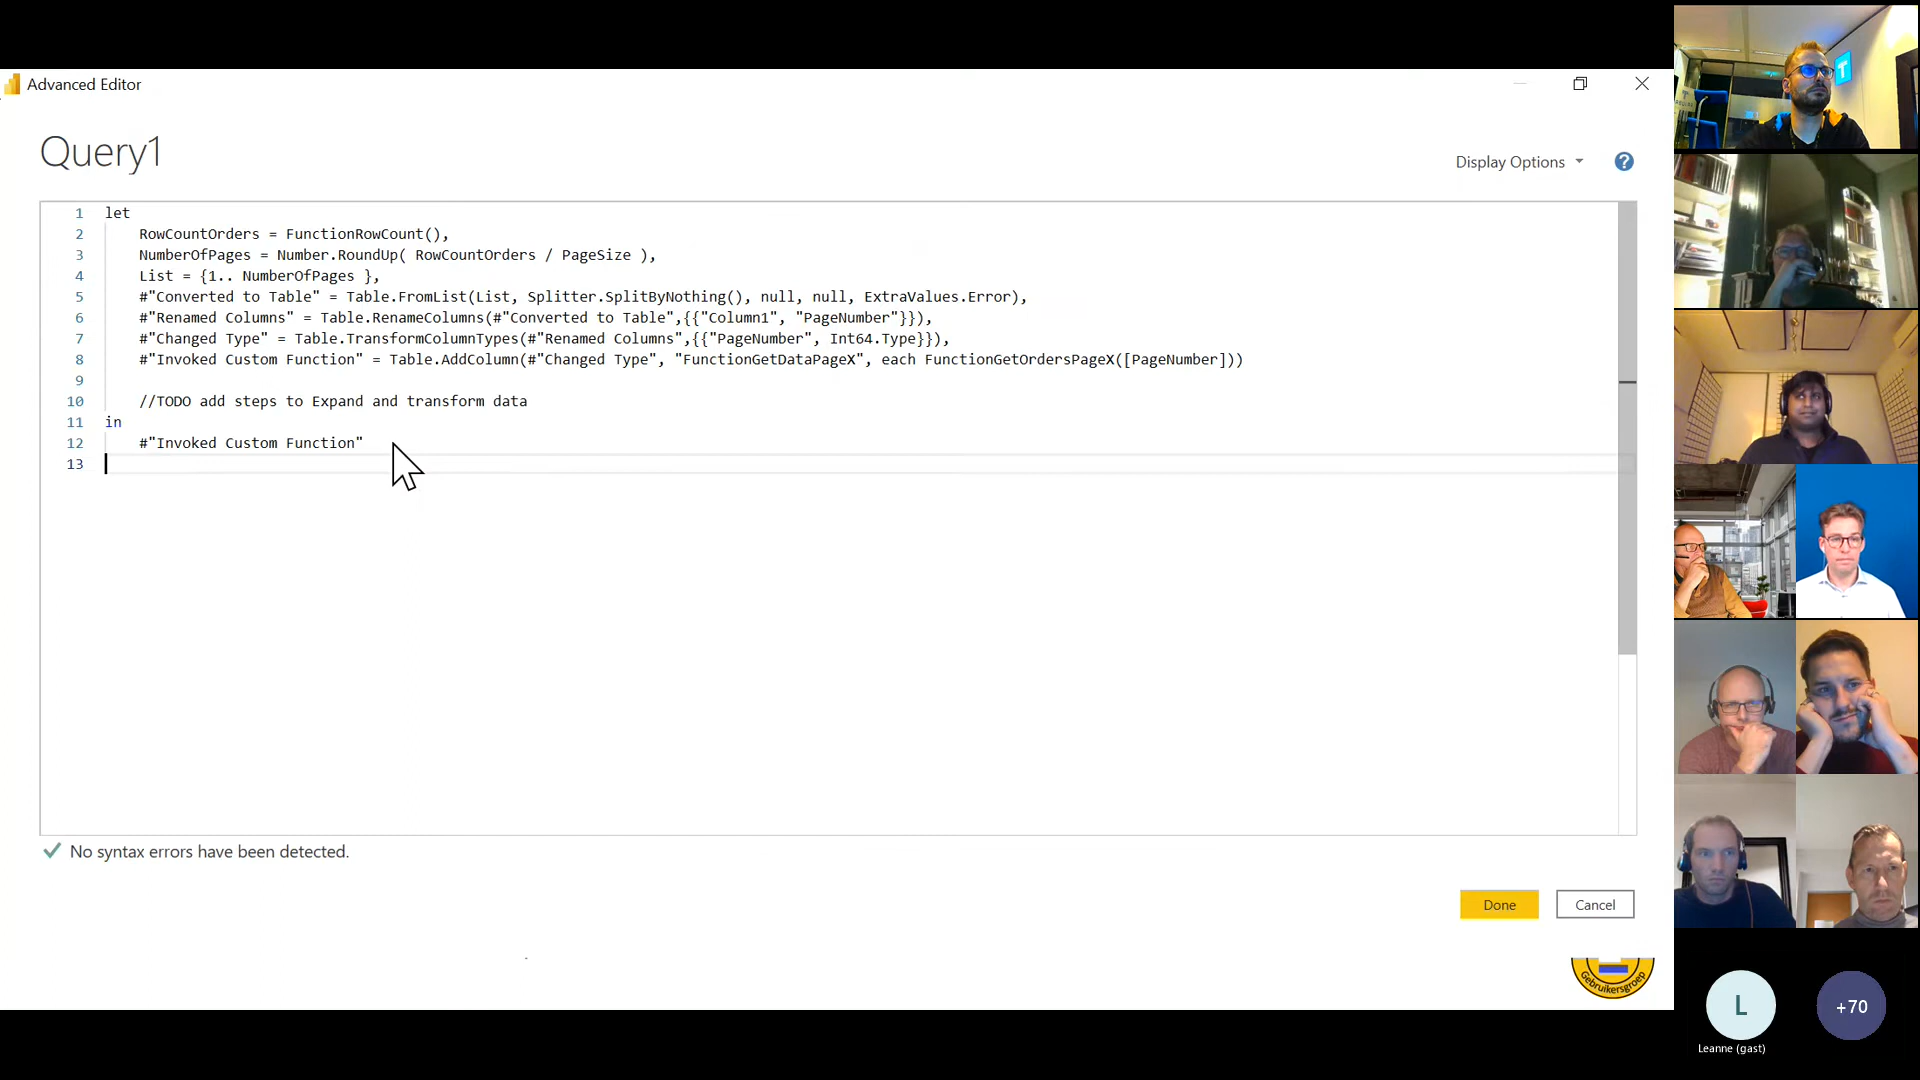 Advanced Editor
Query1
Display Options
?
1 let
2 RowCountOrders = FunctionRowCount(),
3 NumberOfPages = Number.RoundUp( RowCountOrders / PageSize ),
4 List = {1.. NumberOfPages },
5 #"Converted to Table" = Table.FromList(List, Splitter.SplitByNothing(), null, null, ExtraValues.Error),
6 #"Renamed Columns" = Table.RenameColumns(#"Converted to Table",{{"Column1", "PageNumber"}}),
7 #"Changed Type" = Table.TransformColumnTypes(#"Renamed Columns",{{"PageNumber", Int64.Type}}),
8 #"Invoked Custom Function" = Table.AddColumn(#"Changed Type", "FunctionGetDataPageX", each FunctionGetOrdersPageX([PageNumber]))
9
10 //TODO add steps to Expand and transform data
11 in
12 #"Invoked Custom Function"
13
No syntax errors have been detected.
Done
Cancel
Gebruikersgroep
L
+70
Leanne (gast)